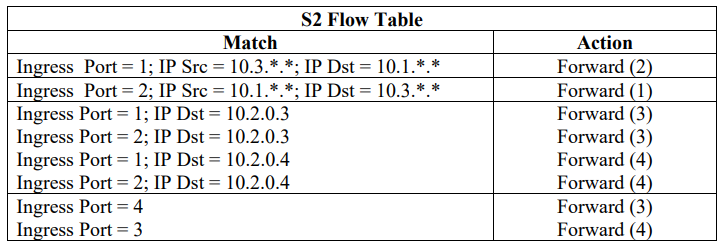 S2 Flow Table
Match Action
Ingress Port = 1; IP Src = 10.3.*.*; IP Dst = 10.1.*.* Forward (2)
Ingress Port = 2; IP Src = 10.1.*.*; IP Dst = 10.3.*.* Forward (1)
Ingress Port = 1; IP Dst = 10.2.0.3 Forward (3)
Ingress Port = 2; IP Dst = 10.2.0.3 Forward (3)
Ingress Port = 1; IP Dst = 10.2.0.4 Forward (4)
Ingress Port = 2; IP Dst = 10.2.0.4 Forward (4)
Ingress Port = 4 Forward (3)
Ingress Port = 3 Forward (4)